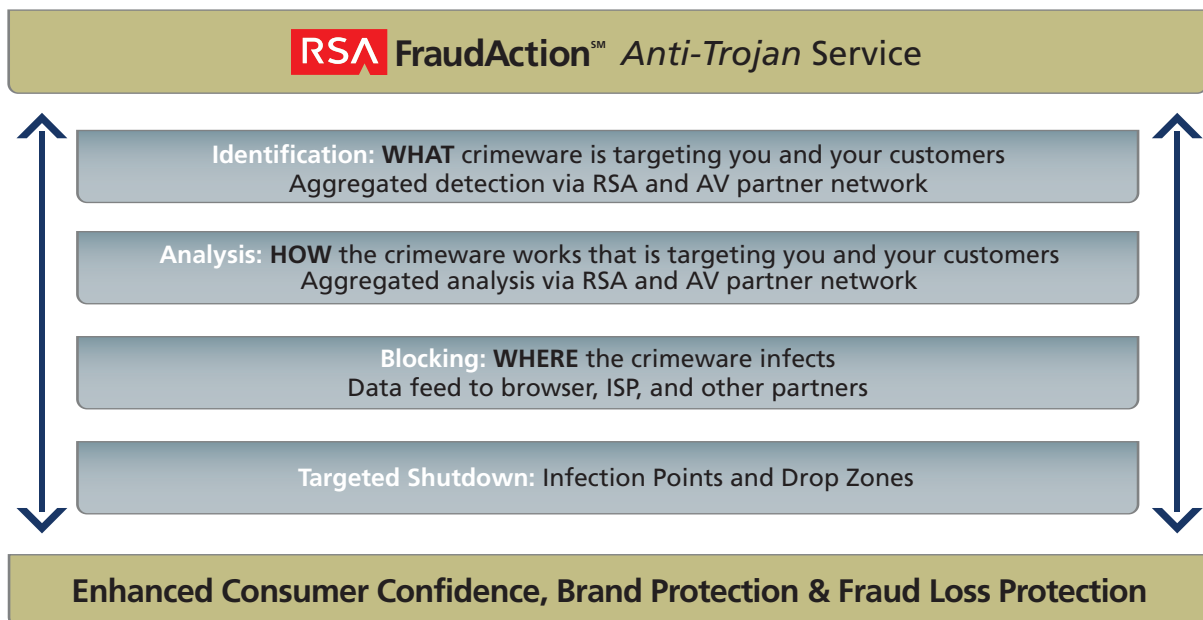 RSA FraudAction℠ Anti-Trojan Service
Identification: WHAT crimeware is targeting you and your customers
Aggregated detection via RSA and AV partner network
Analysis: HOW the crimeware works that is targeting you and your customers
Aggregated analysis via RSA and AV partner network
Blocking: WHERE the crimeware infects
Data feed to browser, ISP, and other partners
Targeted Shutdown: Infection Points and Drop Zones
Enhanced Consumer Confidence, Brand Protection & Fraud Loss Protection